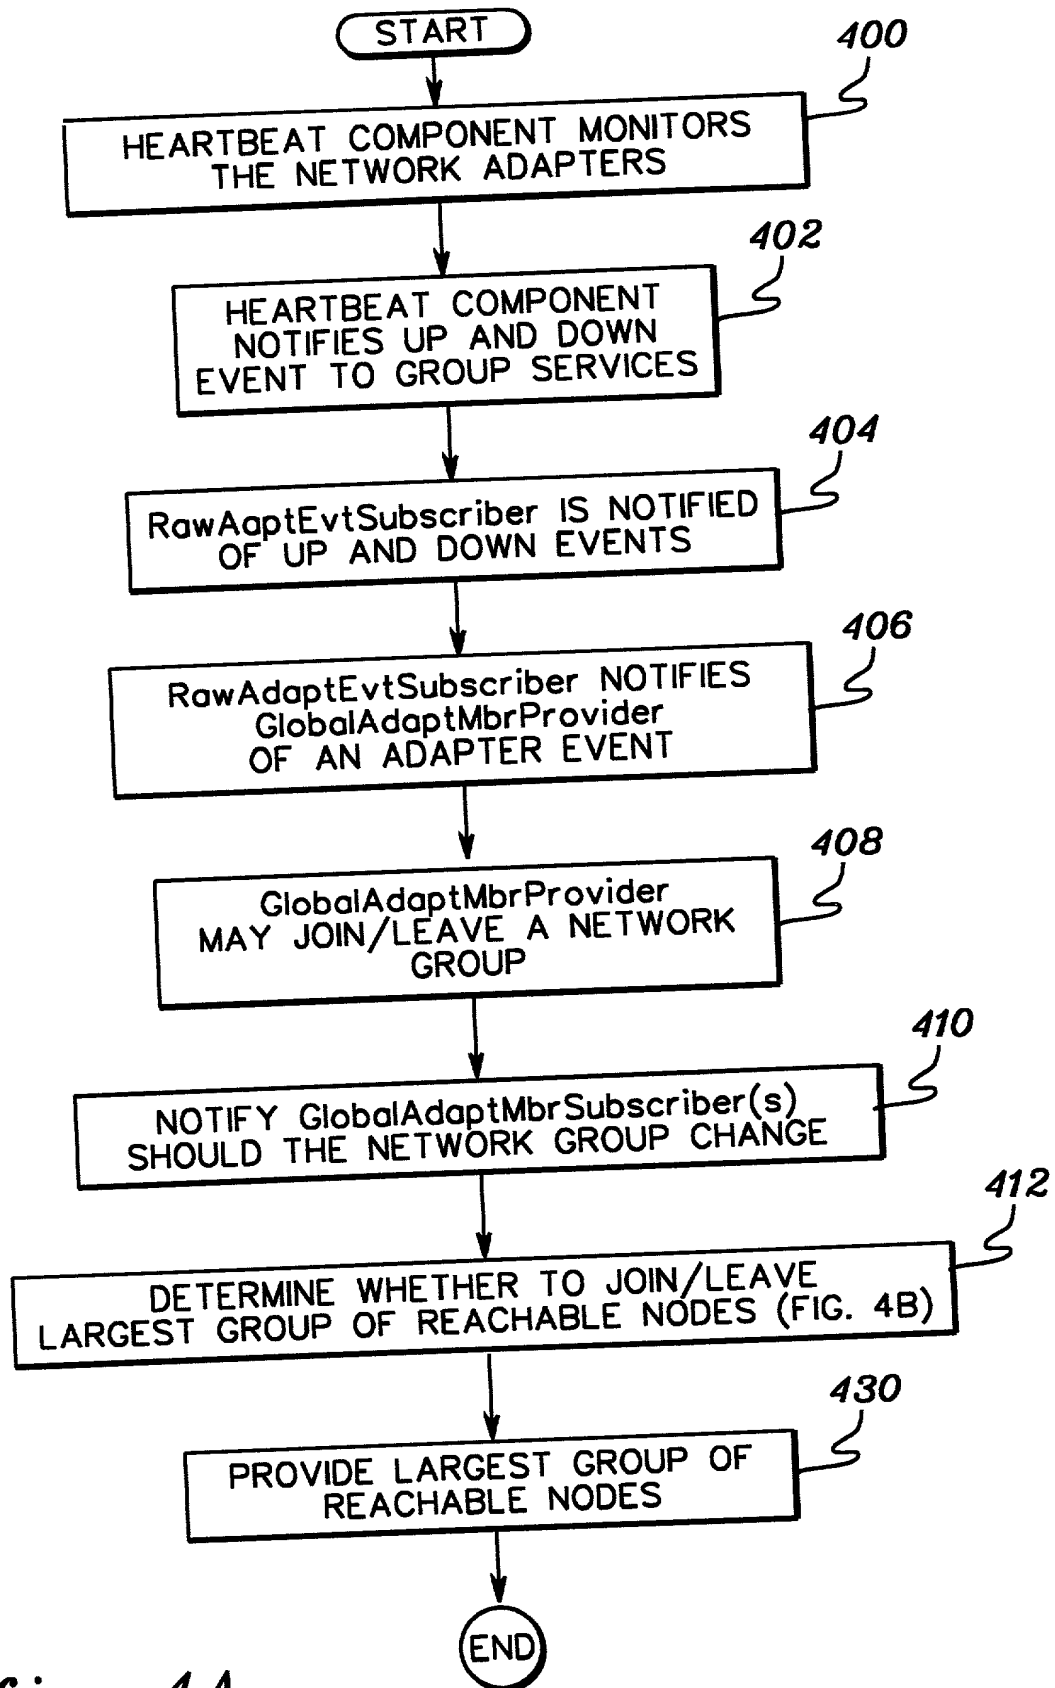 START
400
HEARTBEAT COMPONENT MONITORS
THE NETWORK ADAPTERS
402
HEARTBEAT COMPONENT
NOTIFIES UP AND DOWN
EVENT TO GROUP SERVICES
404
RawAaptEvtSubscriber IS NOTIFIED
OF UP AND DOWN EVENTS
406
RawAdaptEvtSubscriber NOTIFIES
GlobalAdaptMbrProvider
OF AN ADAPTER EVENT
408
GlobalAdaptMbrProvider
MAY JOIN/LEAVE A NETWORK
GROUP
410
NOTIFY GlobalAdaptMbrSubscriber(s)
SHOULD THE NETWORK GROUP CHANGE
412
DETERMINE WHETHER TO JOIN/LEAVE
LARGEST GROUP OF REACHABLE NODES (FIG. 4B)
430
PROVIDE LARGEST GROUP OF
REACHABLE NODES
END